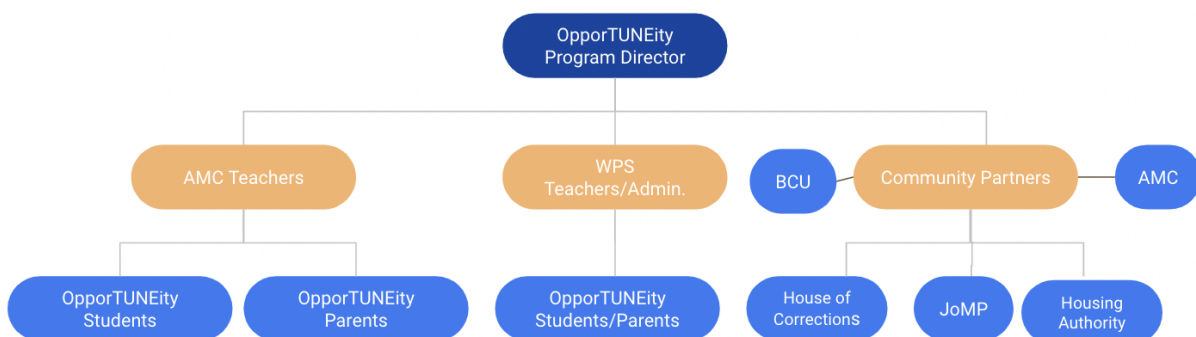 OpporTUNEity
Program Director
AMC Teachers
WPS
Teachers/Admin.
BCU
Community Partners
AMC
OpporTUNEity
Students
OpporTUNEity
Parents
OpporTUNEity
Students/Parents
House of
Corrections
JoMP
Housing
Authority